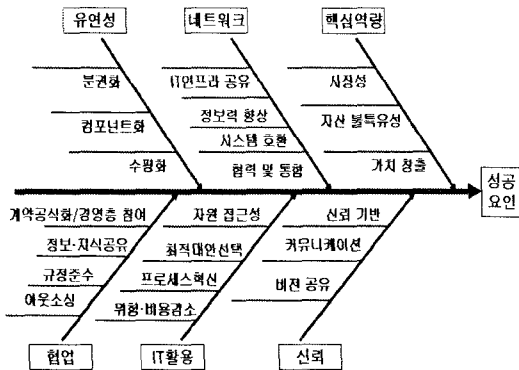 유연성
네트워크
핵심역량
분권화
컴포넌트화
수평화
IT인프라 공유
정보력 향상
시스템 호환
협력 및 통합
시장성
자산 불특유성
가치 창출
성공
요인
계약공식화/경영층 참여
정보·지식공유
규정준수
아웃소싱
자원 접근성
최적대안선택
프로세스혁신
위험·비용감소
신뢰 기반
커뮤니케이션
비전 공유
협업
IT활용
신뢰